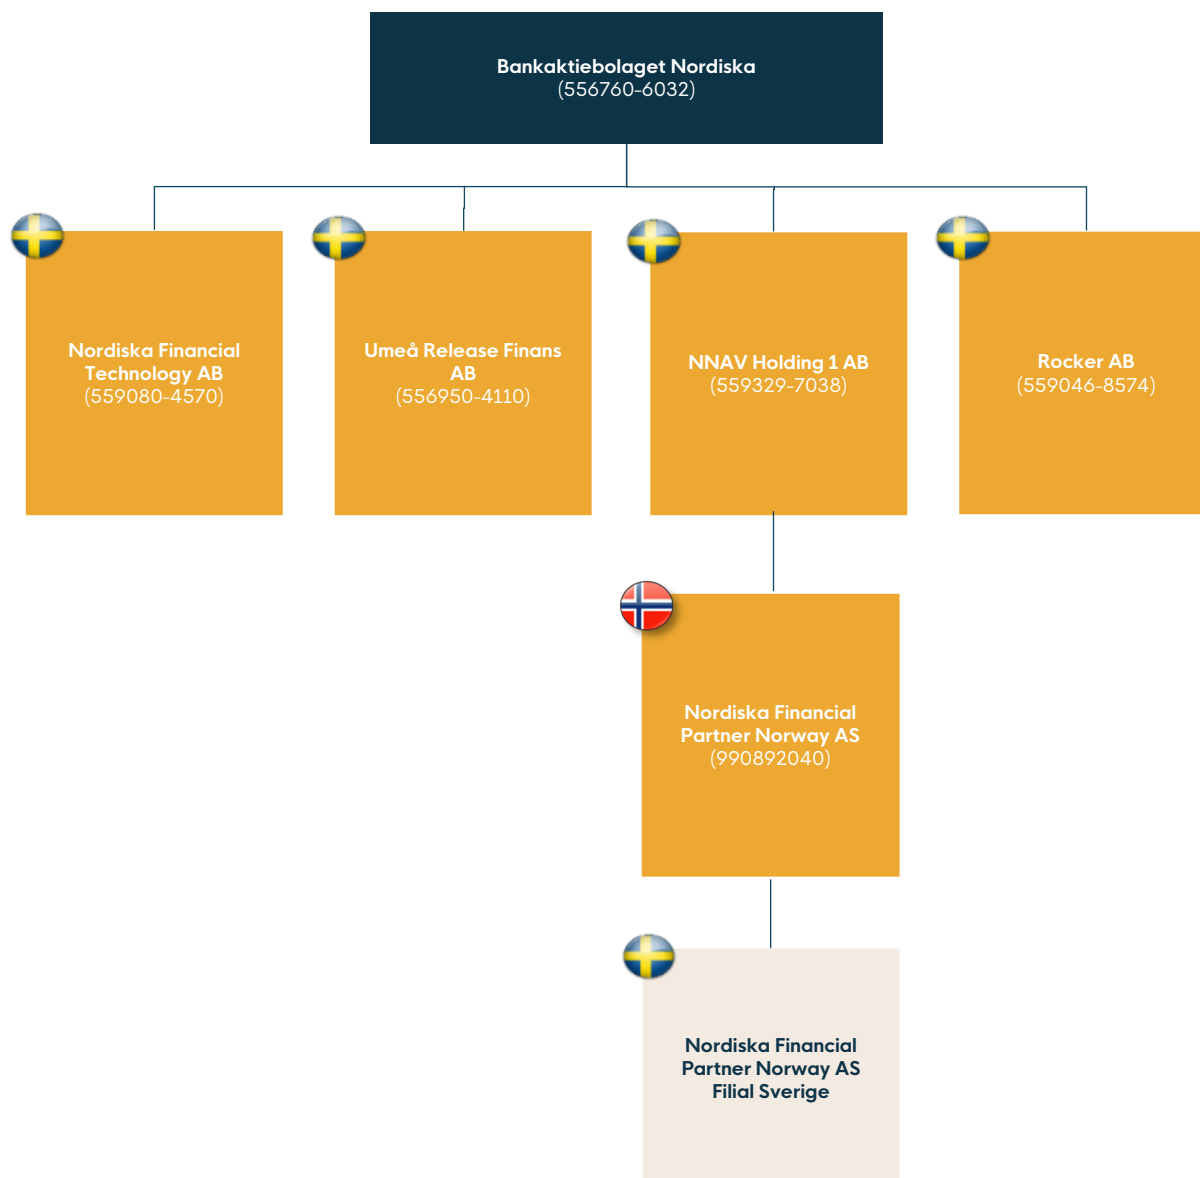 Bankaktiebolaget Nordiska
(556760-6032)
Nordiska Financial
Technology AB
(559080-4570)
Umeå Release Finans
AB
(556950-4110)
NNAV Holding 1 AB
(559329-7038)
Rocker AB
(559046-8574)
Nordiska Financial
Partner Norway AS
(990892040)
Nordiska Financial
Partner Norway AS
Filial Sverige